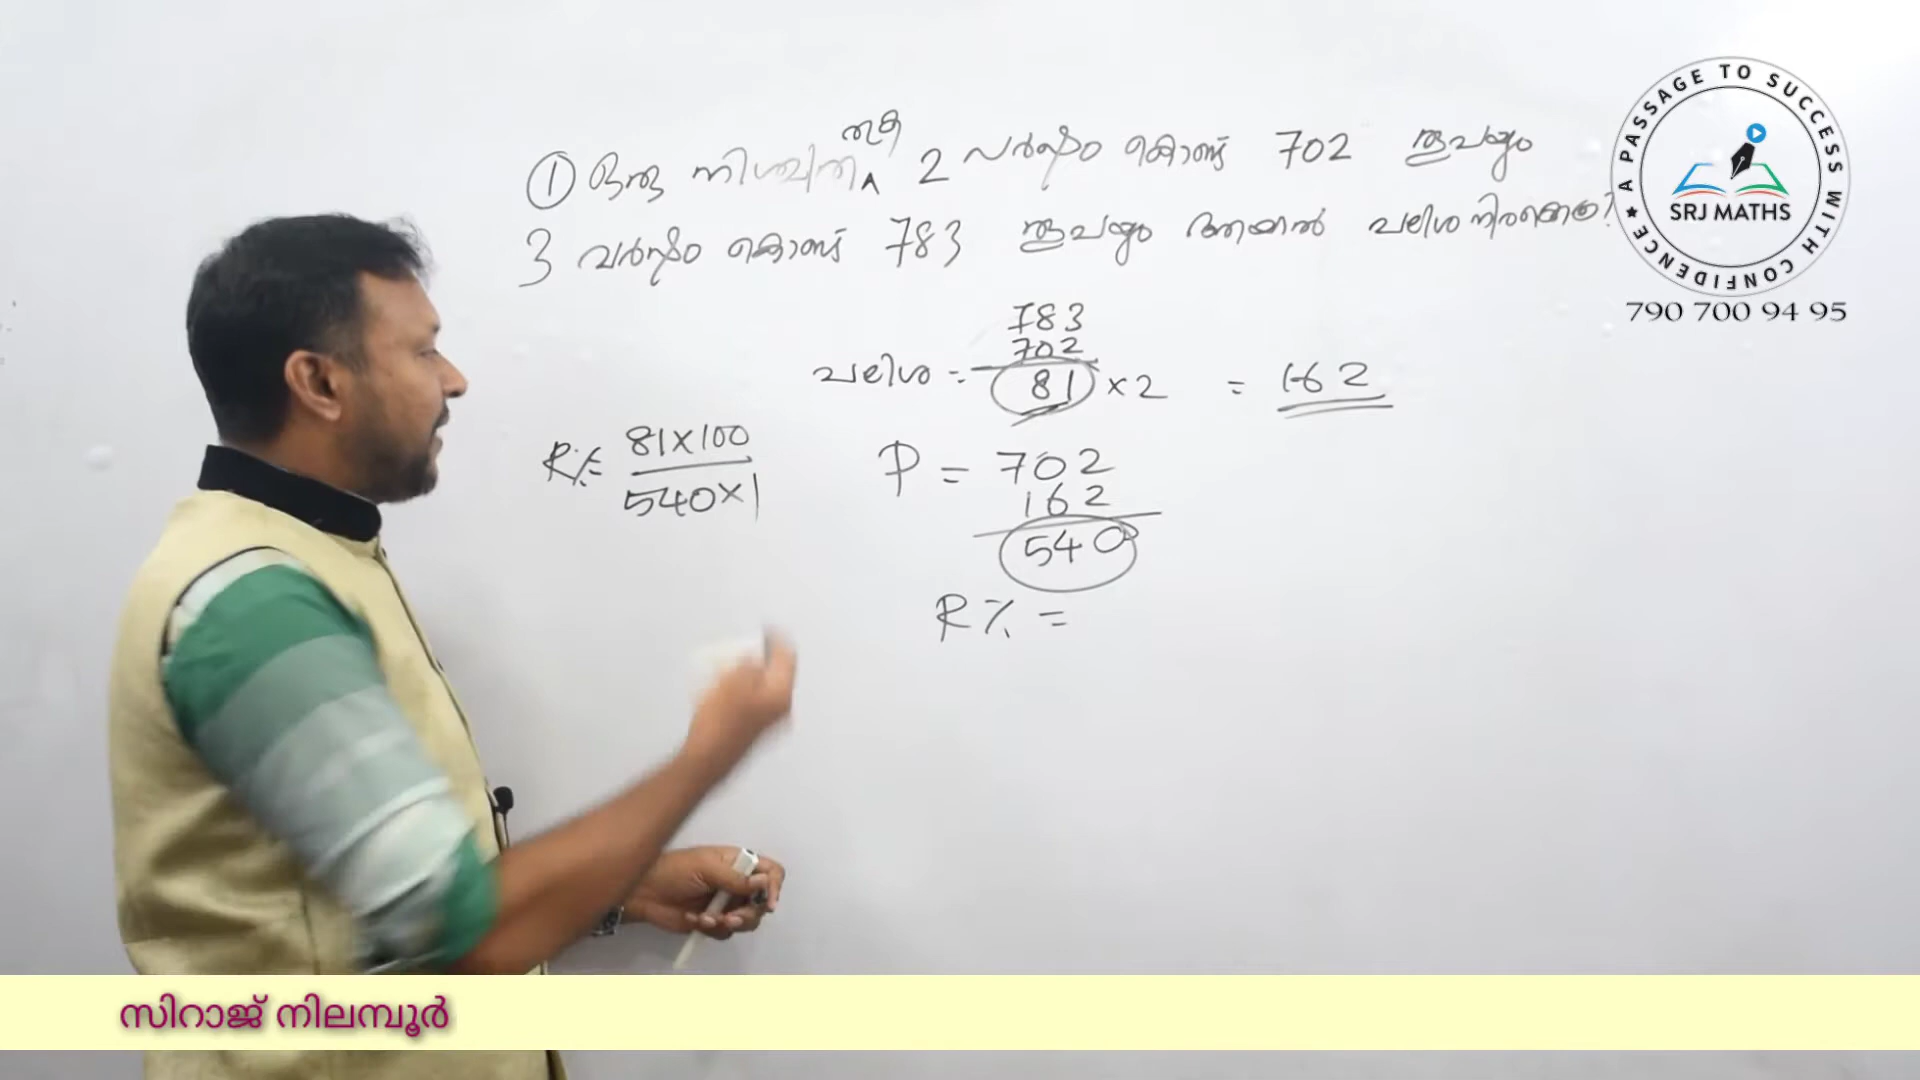 ① ഒരു നിശ്ചിത തുക 2 വർഷം കൊണ്ട് 702 രൂപയും
3 വർഷം കൊണ്ട് 783 രൂപയും ആയാൽ പലിശ നിരക്കെത്ര?
783
702
പലിശ = 81 × 2 = 162
R% = 81×100
540×1
P = 702
162
540
R% =
A PASSAGE TO SUCCESS WITH CONFIDENCE
SRJ MATHS
790 700 94 95
സിറാജ് നിലമ്പൂർ